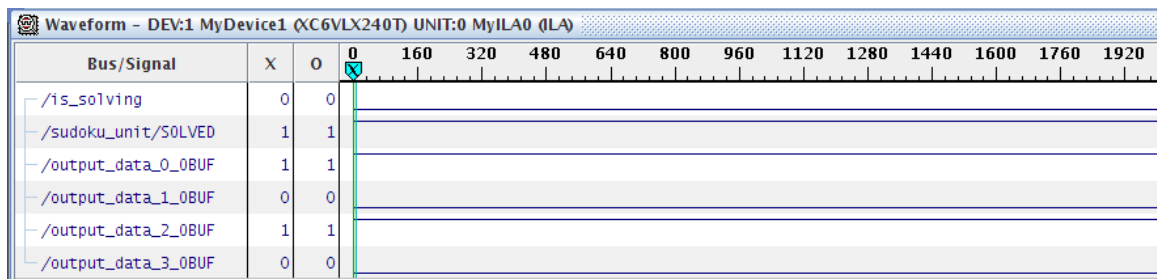 Waveform - DEV:1 MyDevice1 (XC6VLX240T) UNIT:0 MyILA0 (ILA)
Bus/Signal X O 0 160 320 480 640 800 960 1120 1280 1440 1600 1760 1920
X
/is_solving 0 0
/sudoku_unit/SOLVED 1 1
/output_data_0_OBUF 1 1
/output_data_1_OBUF 0 0
/output_data_2_OBUF 1 1
/output_data_3_OBUF 0 0